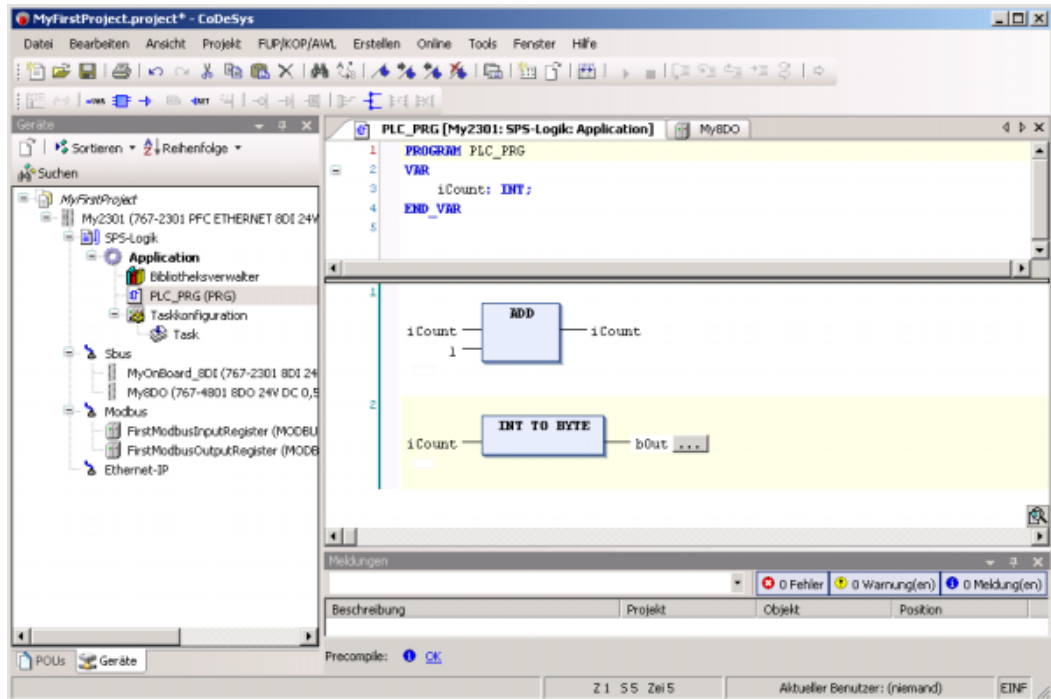 MyFirstProject.project* - CoDeSys
Datei Bearbeiten Ansicht Projekt FUP/KOP/AWL Erstellen Online Tools Fenster Hilfe
Geräte
Sortieren Reihenfolge
Suchen
MyFirstProject
My2301 (767-2301 PFC ETHERNET 8DI 24V
SPS-Logik
Application
Bibliotheksverwalter
PLC_PRG (PRG)
Taskkonfiguration
Task
Sbus
MyOnBoard_8DI (767-2301 8DI 24
My8DO (767-4801 8DO 24V DC 0,5
Modbus
FirstModbusInputRegister (MODBU
FirstModbusOutputRegister (MODB
Ethernet-IP
POUs Geräte
PLC_PRG [My2301: SPS-Logik: Application] My8DO
1 PROGRAM PLC_PRG
2 VAR
3 iCount: INT;
4 END_VAR
5
1
ADD
iCount iCount
1
2
INT TO BYTE
iCount bOut ...
Meldungen
0 Fehler 0 Warnung(en) 0 Meldung(en)
Beschreibung Projekt Objekt Position
Precompile: OK
Z 1 S 5 Zei 5 Aktueller Benutzer: (niemand) EINF